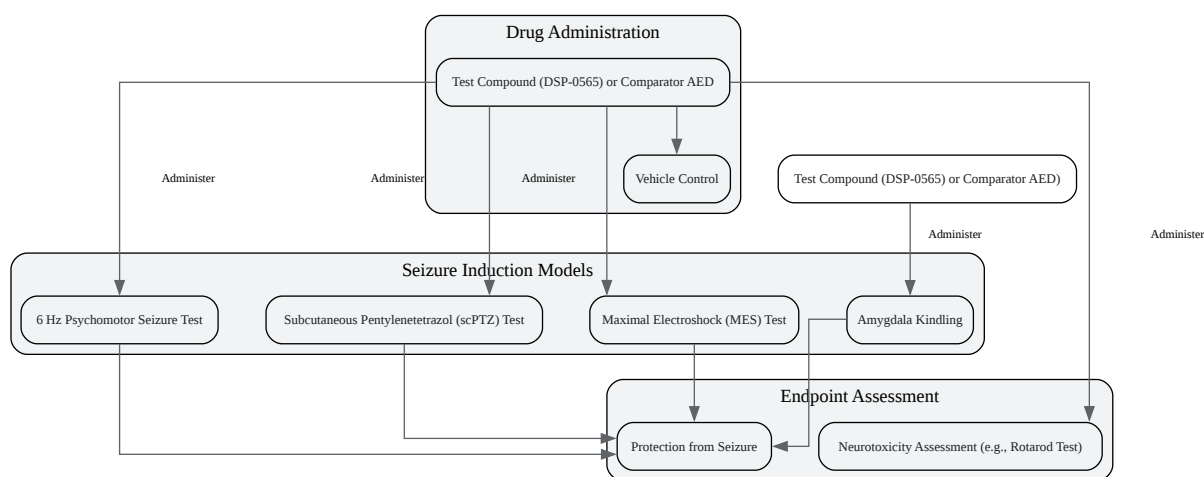 Drug Administration
Test Compound (DSP-0565) or Comparator AED
Administer
Administer
Administer
Vehicle Control
Test Compound (DSP-0565) or Comparator AED)
Administer
Administer
Seizure Induction Models
6 Hz Psychomotor Seizure Test
Subcutaneous Pentylenetetrazol (scPTZ) Test
Maximal Electroshock (MES) Test
Amygdala Kindling
Endpoint Assessment
Protection from Seizure
Neurotoxicity Assessment (e.g., Rotarod Test)